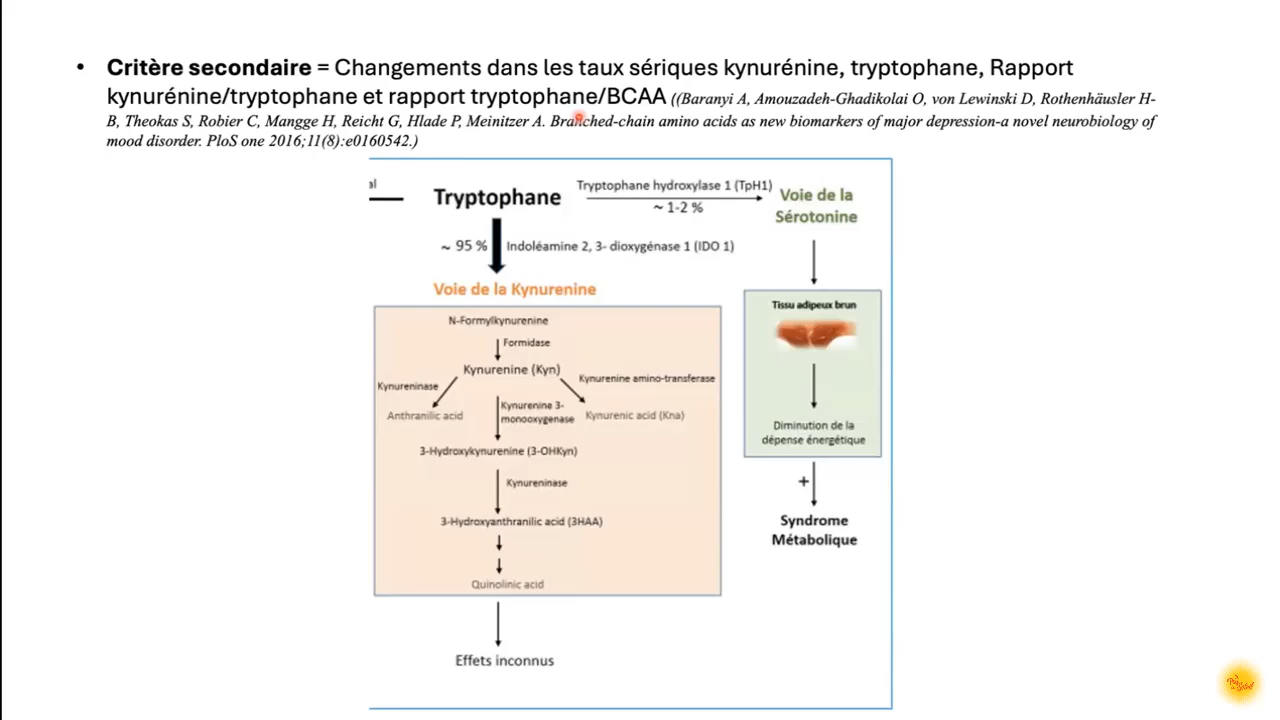 • Critère secondaire = Changements dans les taux sériques kynurénine, tryptophane, Rapport
kynurénine/tryptophane et rapport tryptophane/BCAA ((Baranyi A, Amouzadeh-Ghadikolai O, von Lewinski D, Rothenhäusler H-
B, Theokas S, Robier C, Mangge H, Reicht G, Hlade P, Meinitzer A. Branched-chain amino acids as new biomarkers of major depression-a novel neurobiology of
mood disorder. PloS one 2016;11(8):e0160542.)
al
Tryptophane
Tryptophane hydroxylase 1 (TpH1)
~ 1-2 %
Voie de la
Sérotonine
~ 95 %
Indoléamine 2, 3- dioxygénase 1 (IDO 1)
Voie de la Kynurenine
N-Formylkynurenine
Formidase
Kynurenine (Kyn)
Kynureninase
Kynurenine amino-transferase
Anthranilic acid
Kynurenine 3-
monooxygenase
Kynurenic acid (Kna)
3-Hydroxykynurenine (3-OHKyn)
Kynureninase
3-Hydroxyanthranilic acid (3HAA)
Quinolinic acid
Effets inconnus
Tissu adipeux brun
Diminution de la
dépense énergétique
+
Syndrome
Métabolique